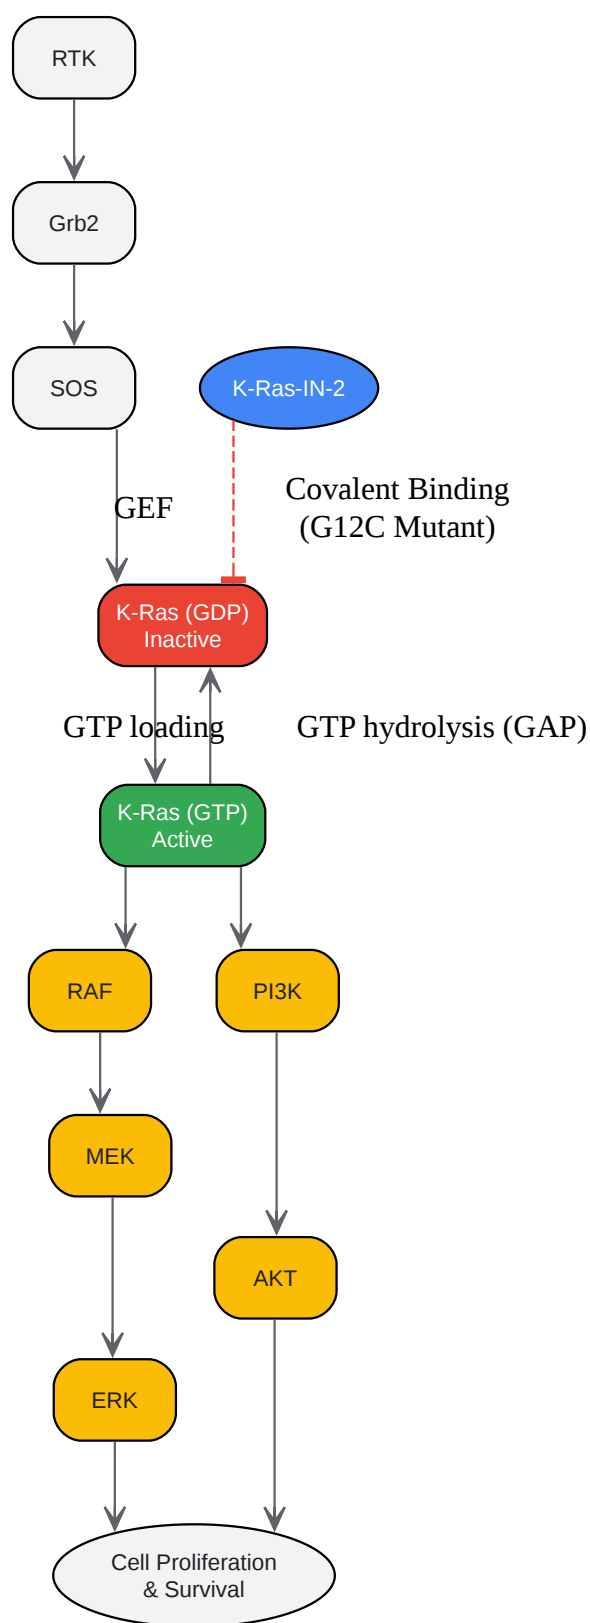 RTK
Grb2
SOS
K-Ras-IN-2
GEF
Covalent Binding
(G12C Mutant)
K-Ras (GDP)
Inactive
GTP loading
GTP hydrolysis (GAP)
K-Ras (GTP)
Active
RAF
PI3K
MEK
AKT
ERK
Cell Proliferation
& Survival